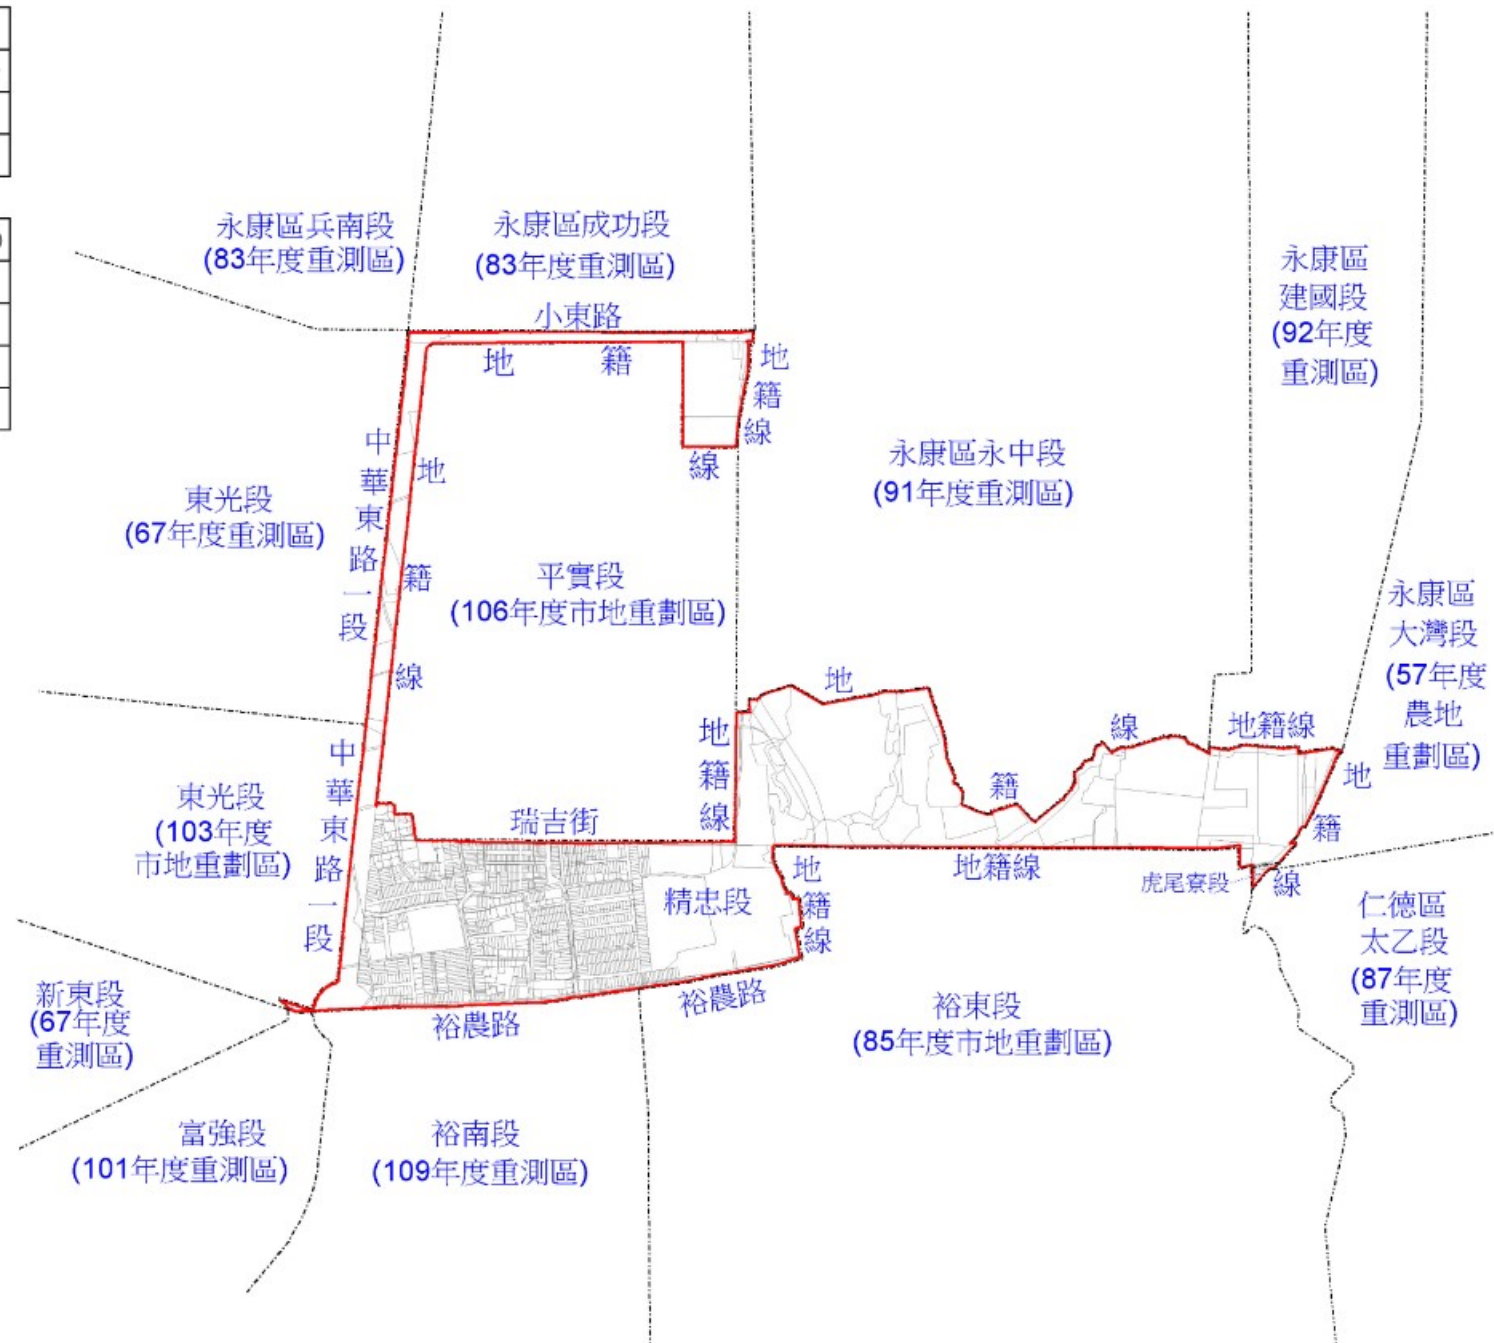 永康區兵南段
(83年度重測區)
永康區成功段
(83年度重測區)
永康區
建國段
(92年度
重測區)
小東路
地籍線
地籍線
中華東路一段
地籍線
東光段
(67年度重測區)
永康區永中段
(91年度重測區)
平實段
(106年度市地重劃區)
永康區
大灣段
(57年度
農地
重劃區)
地籍線
地籍線
地籍線
地籍線
中華東路一段
東光段
(103年度
市地重劃區)
瑞吉街
地籍線
地籍線
虎尾寮段
精忠段
仁德區
太乙段
(87年度
重測區)
新東段
(67年度
重測區)
裕農路
裕農路
裕東段
(85年度市地重劃區)
富強段
(101年度重測區)
裕南段
(109年度重測區)